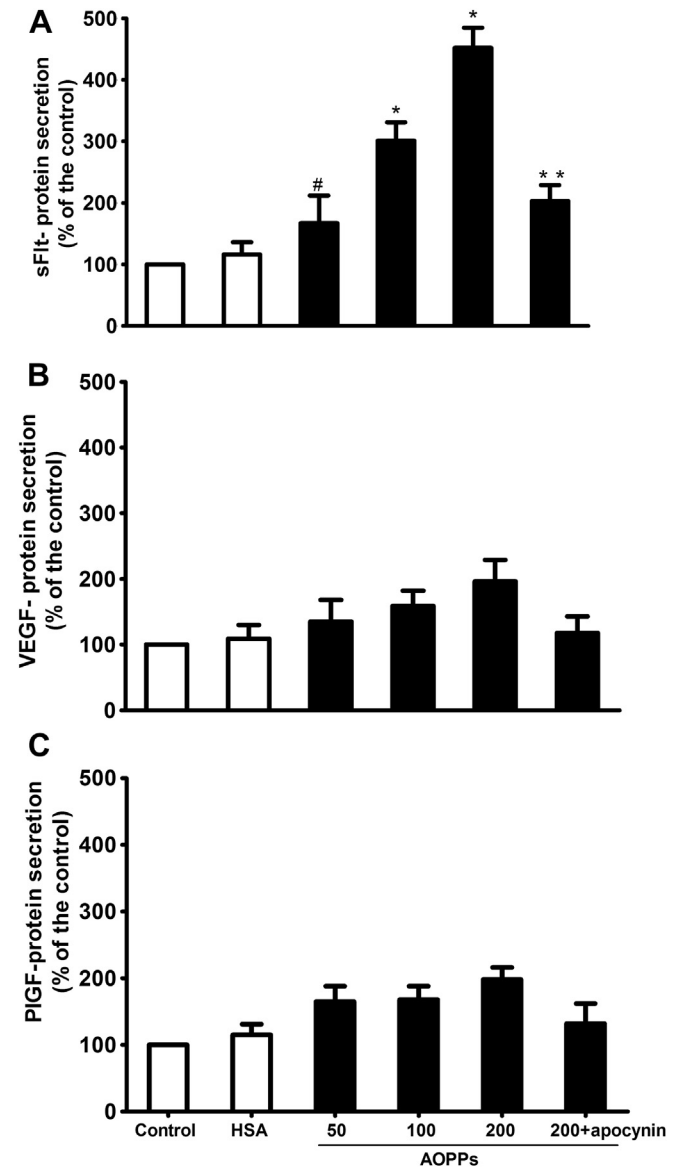 A
sFlt- protein secretion
(% of the control)
500
400
300
200
100
0
#
*
*
* *
B
VEGF- protein secretion
(% of the control)
500
400
300
200
100
0
C
PlGF-protein secretion
(% of the control)
500
400
300
200
100
0
Control HSA 50 100 200 200+apocynin
AOPPs